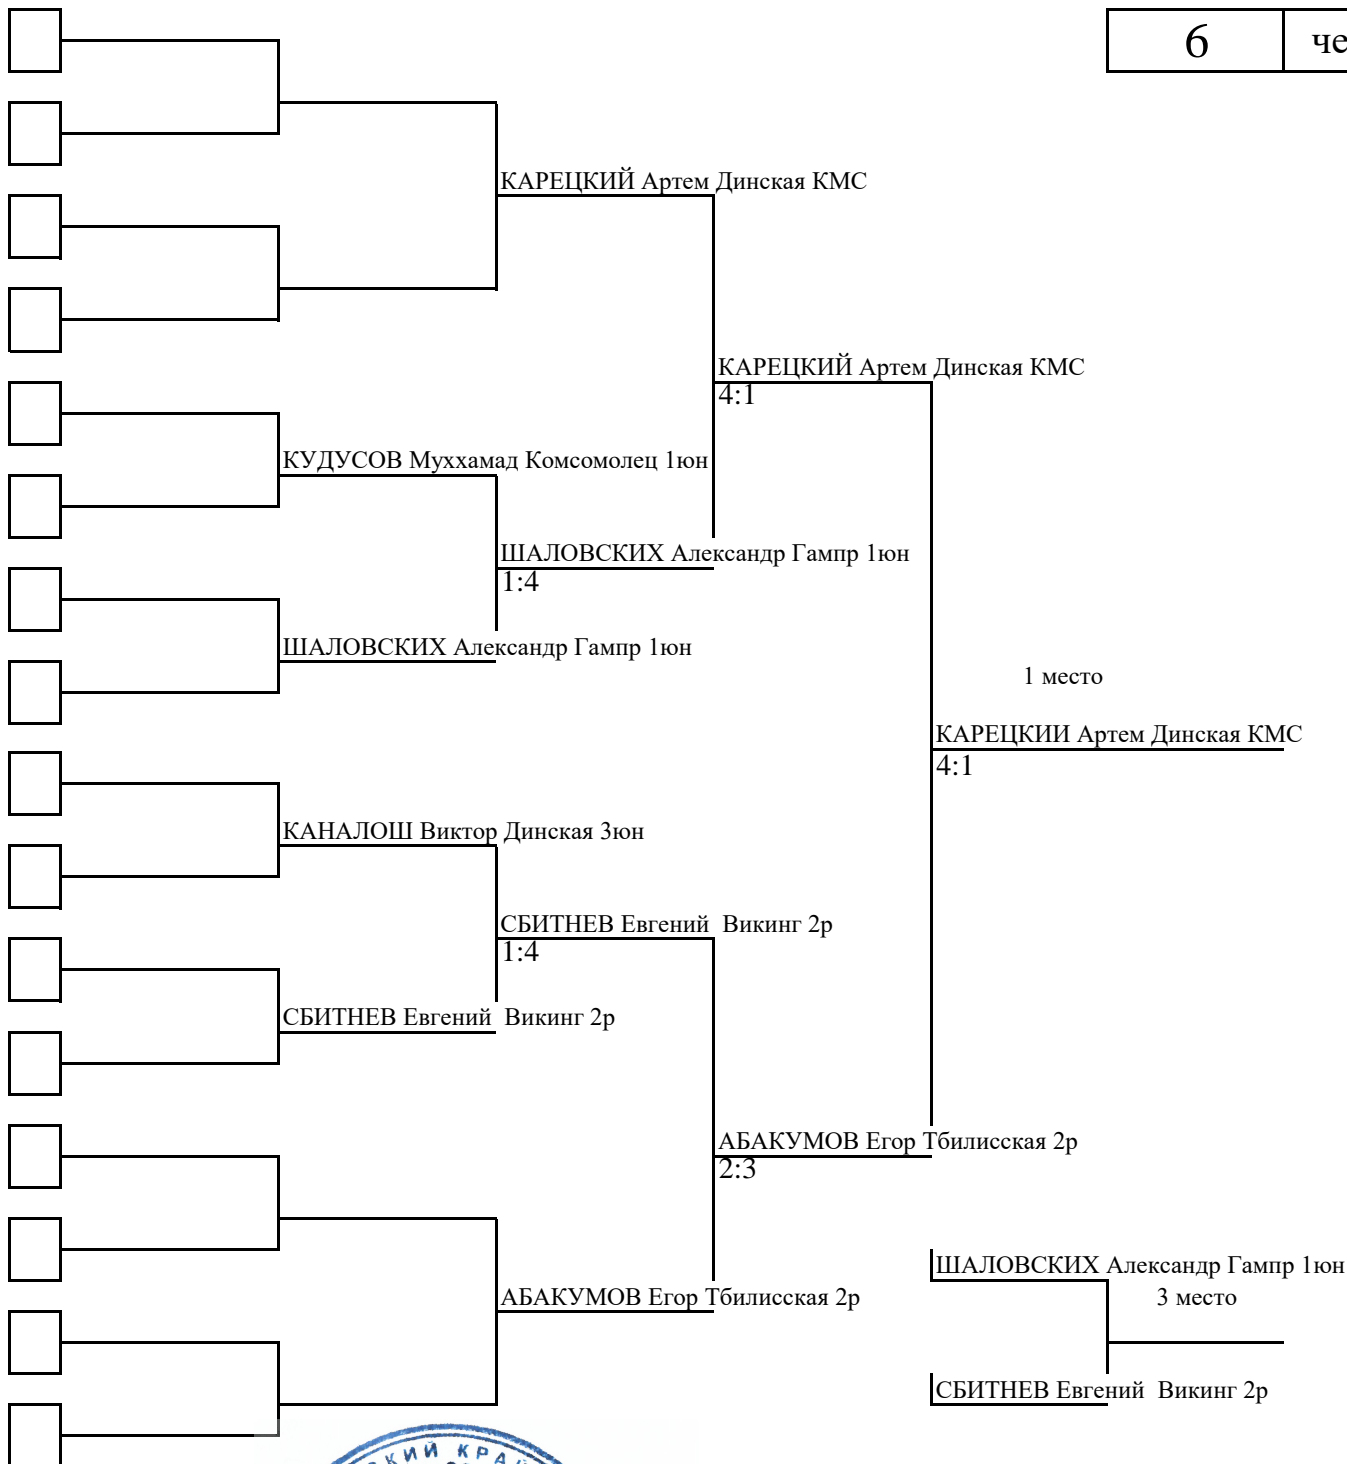 6 че
КАРЕЦКИЙ Артем Динская КМС
КАРЕЦКИЙ Артем Динская КМС
4:1
КУДУСОВ Муххамад Комсомолец 1юн
ШАЛОВСКИХ Александр Гампр 1юн
1:4
ШАЛОВСКИХ Александр Гампр 1юн
1 место
КАРЕЦКИИ Артем Динская КМС
4:1
КАНАЛОШ Виктор Динская 3юн
СБИТНЕВ Евгений  Викинг 2р
1:4
СБИТНЕВ Евгений  Викинг 2р
АБАКУМОВ Егор Тбилисская 2р
2:3
ШАЛОВСКИХ Александр Гампр 1юн
АБАКУМОВ Егор Тбилисская 2р
3 место
СБИТНЕВ Евгений  Викинг 2р
СКИЙ КРАЙ